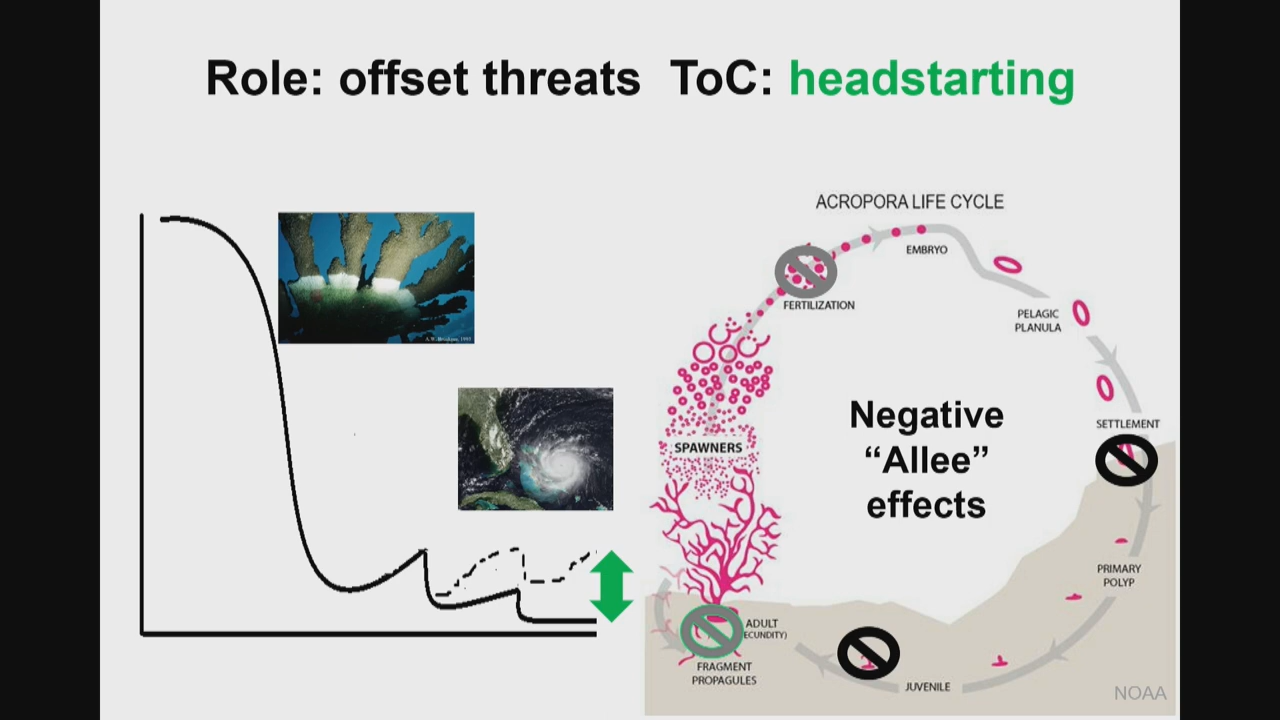 Role: offset threats ToC: headstarting
ACROPORA LIFE CYCLE
EMBRYO
FERTILIZATION
PELAGIC
PLANULA
SETTLEMENT
SPAWNERS
Negative
“Allee”
effects
PRIMARY
POLYP
ADULT
ECUNDITY)
FRAGMENT
PROPAGULES
JUVENILE
NOAA